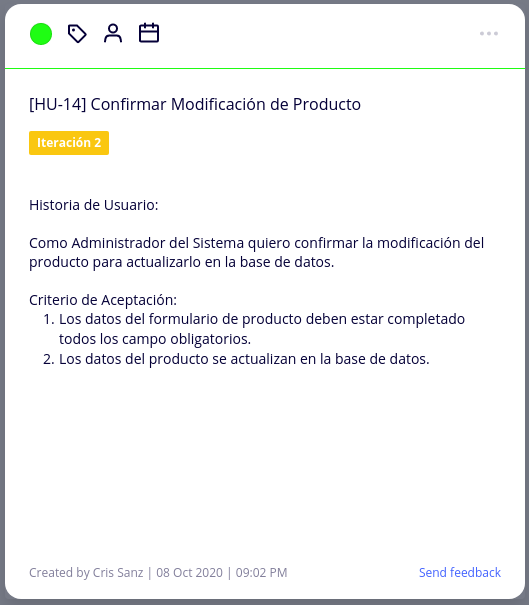 [HU-14] Confirmar Modificación de Producto
Iteración 2
Historia de Usuario:
Como Administrador del Sistema quiero confirmar la modificación del
producto para actualizarlo en la base de datos.
Criterio de Aceptación:
1. Los datos del formulario de producto deben estar completado
todos los campo obligatorios.
2. Los datos del producto se actualizan en la base de datos.
Created by Cris Sanz | 08 Oct 2020 | 09:02 PM
Send feedback